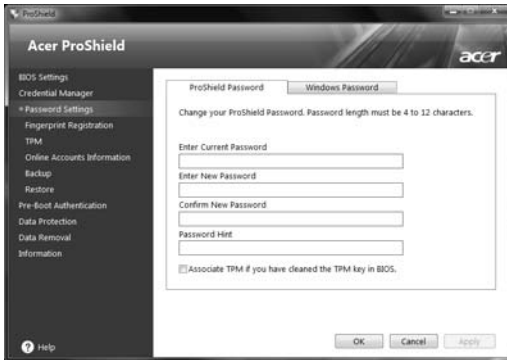 ProShield
Acer ProShield
acer
BIOS Settings
Credential Manager
Password Settings
Fingerprint Registration
TPM
Online Accounts Information
Backup
Restore
Pre-Boot Authentication
Data Protection
Data Removal
Information
Help
ProShield Password
Windows Password
Change your ProShield Password. Password length must be 4 to 12 characters.
Enter Current Password
Enter New Password
Confirm New Password
Password Hint
Associate TPM if you have cleaned the TPM key in BIOS.
OK
Cancel
Apply